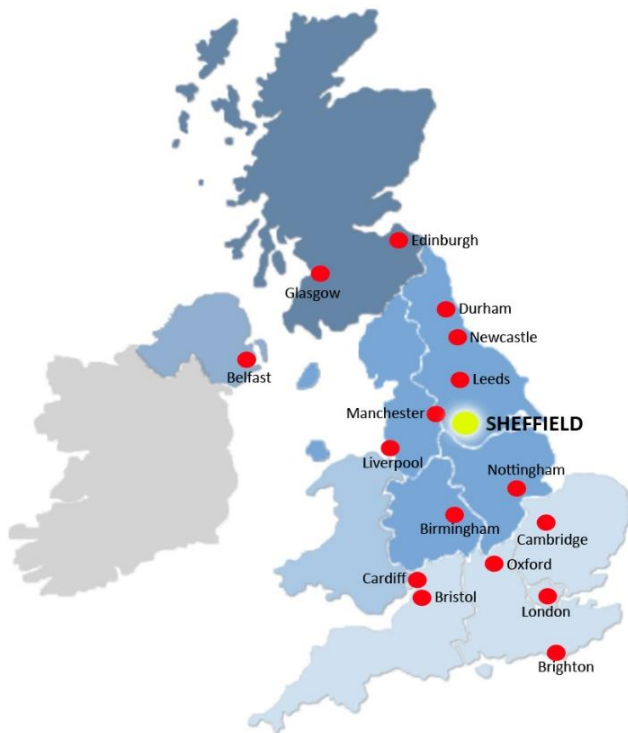 Edinburgh
Glasgow
Durham
Newcastle
Belfast
Leeds
Manchester
SHEFFIELD
Liverpool
Nottingham
Birmingham
Cambridge
Oxford
Cardiff
Bristol
London
Brighton